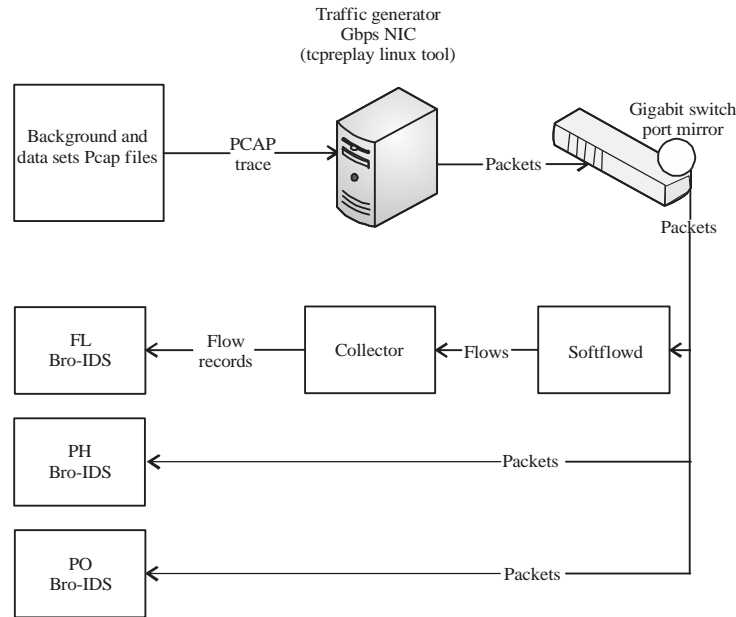 Traffic generator
Gbps NIC
(tcpreplay linux tool)
Background and
data sets Pcap files
PCAP
trace
Packets
Gigabit switch
port mirror
Packets
FL
Bro-IDS
Flow
records
Collector
Flows
Softflowd
PH
Bro-IDS
Packets
PO
Bro-IDS
Packets